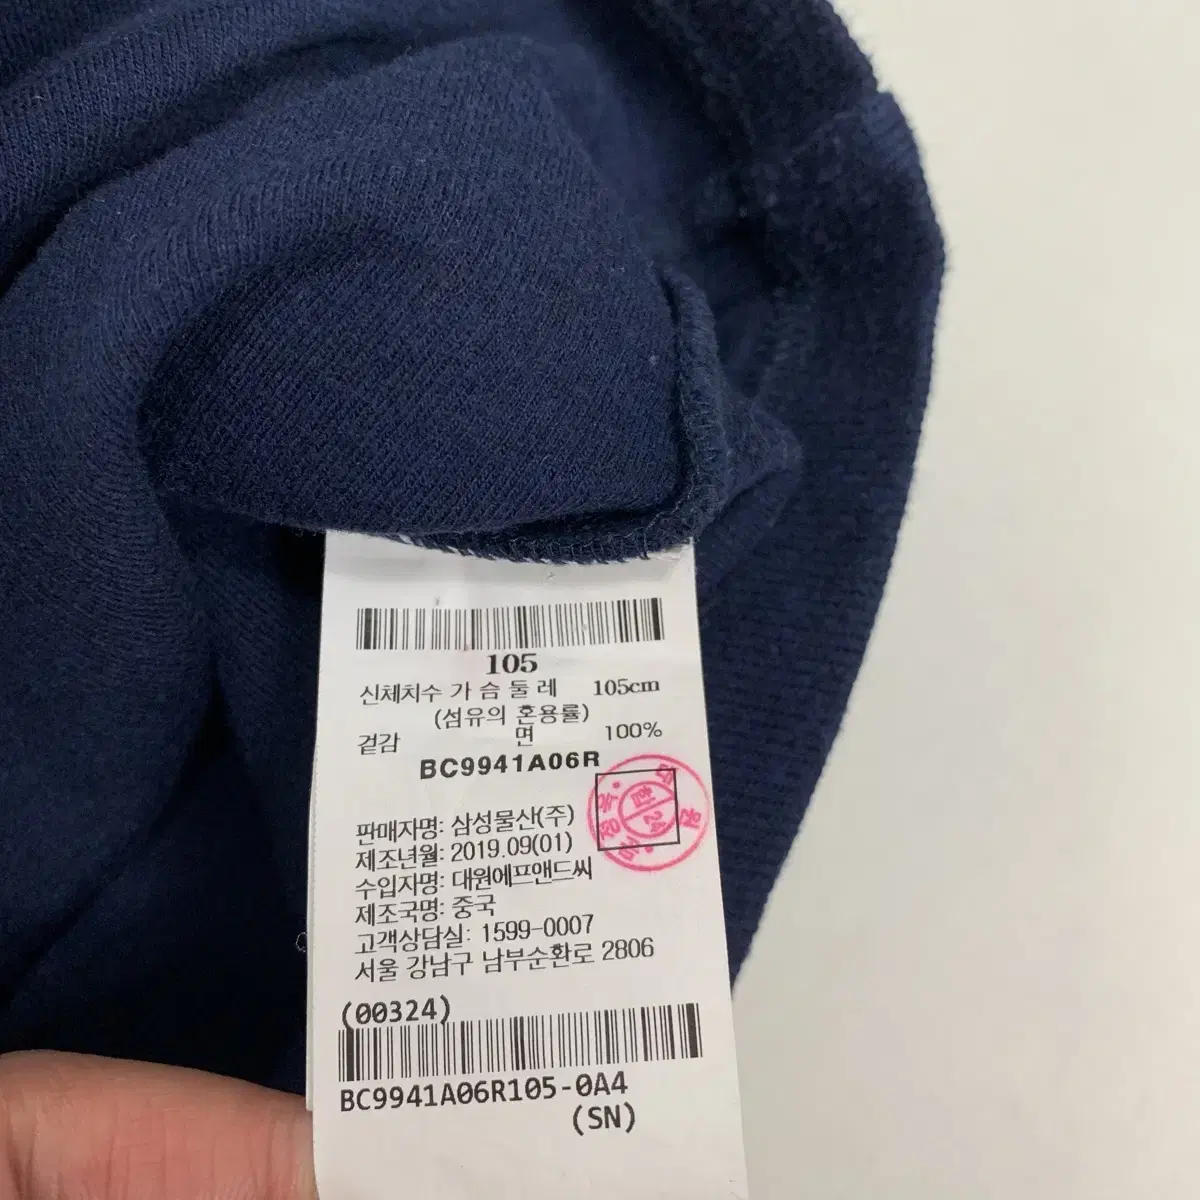 105
신체치수 가 슴 둘 레 105cm
(섬유의 혼용률)
겉감 면 100%
BC9941A06R
판매자명: 삼성물산(주)
제조년월: 2019.09(01)
수입자명: 대원에프앤드씨
제조국명: 중국
고객상담실: 1599-0007
서울 강남구 남부순환로 2806
(00324)
BC9941A06R105-0A4
(SN)
24